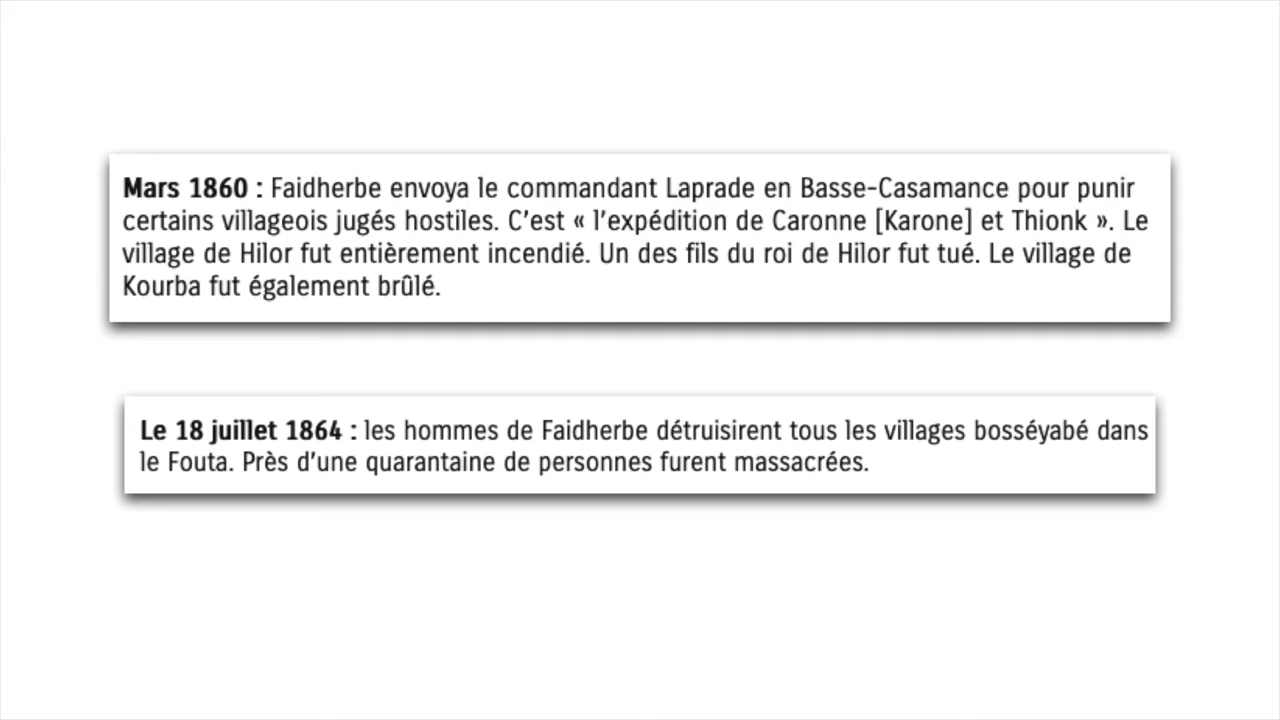 Mars 1860 : Faidherbe envoya le commandant Laprade en Basse-Casamance pour punir
certains villageois jugés hostiles. C'est « l'expédition de Caronne [Karone] et Thionk ». Le
village de Hilor fut entièrement incendié. Un des fils du roi de Hilor fut tué. Le village de
Kourba fut également brûlé.
Le 18 juillet 1864 : les hommes de Faidherbe détruisirent tous les villages bosséyabé dans
le Fouta. Près d'une quarantaine de personnes furent massacrées.